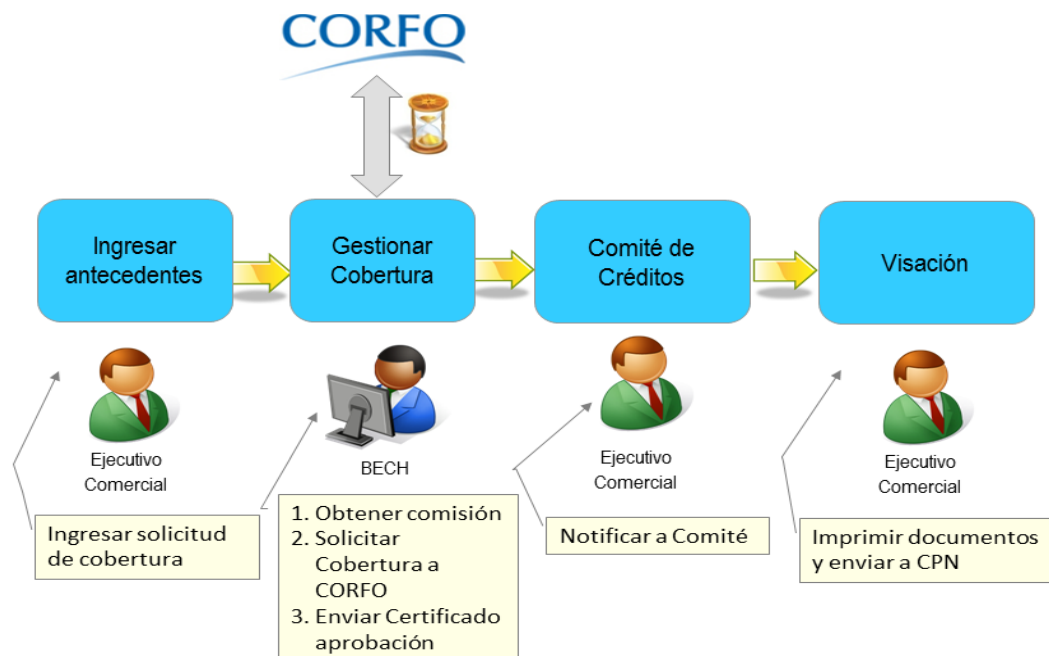 CORFO
Ingresar
antecedentes
Gestionar
Cobertura
Comité de
Créditos
Visación
Ejecutivo
Comercial
BECH
Ejecutivo
Comercial
Ejecutivo
Comercial
Ingresar solicitud
de cobertura
1. Obtener comisión
2. Solicitar
Cobertura a
CORFO
3. Enviar Certificado
aprobación
Notificar a Comité
Imprimir documentos
y enviar a CPN